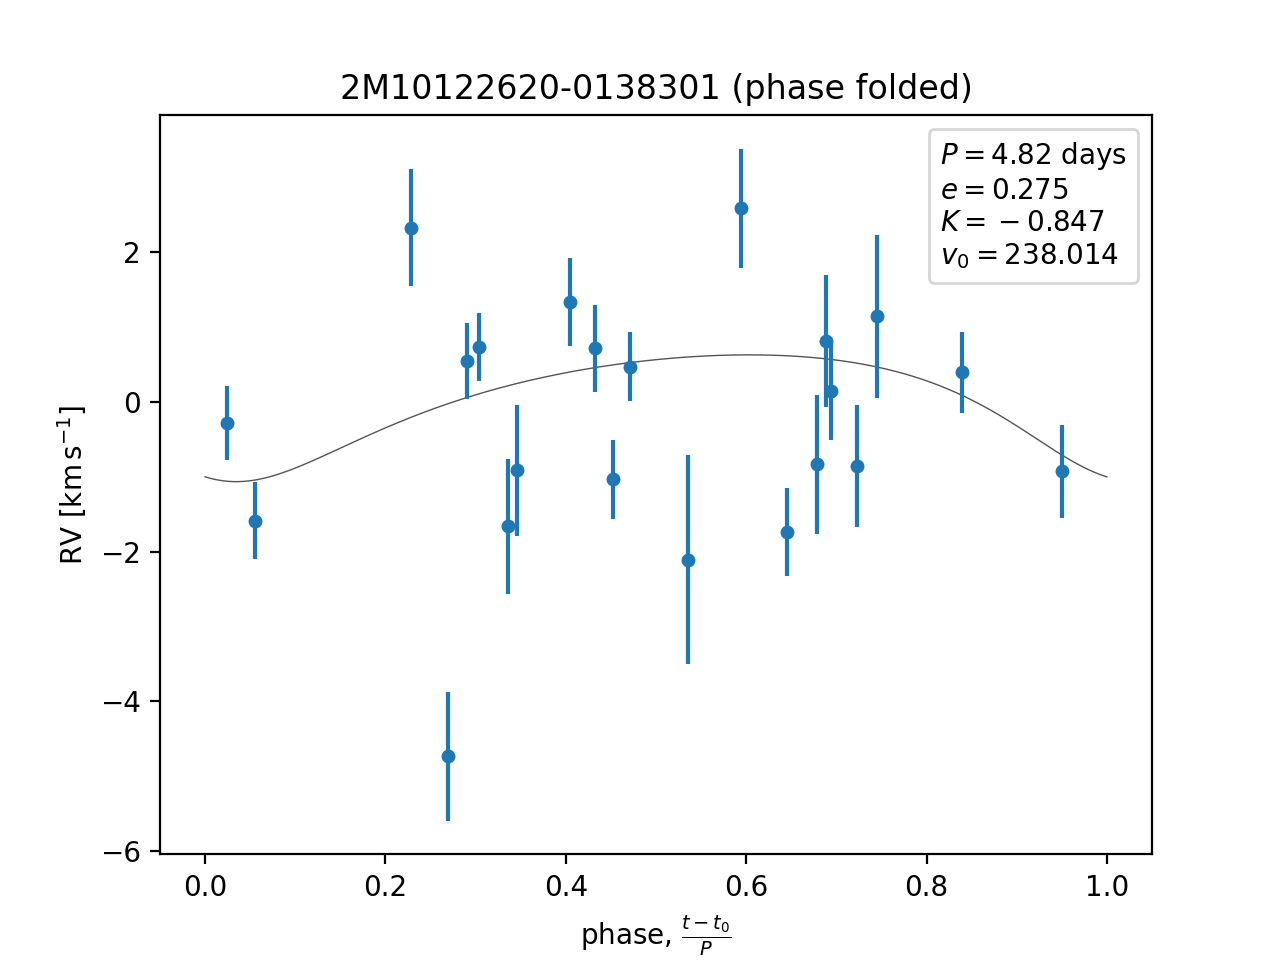 2M10122620-0138301 (phase folded)
P = 4.82 days
e = 0.275
K = −0.847
v₀ = 238.014
RV [km s⁻¹]
2
0
−2
−4
−6
0.0 0.2 0.4 0.6 0.8 1.0
phase, (t − t₀)/P